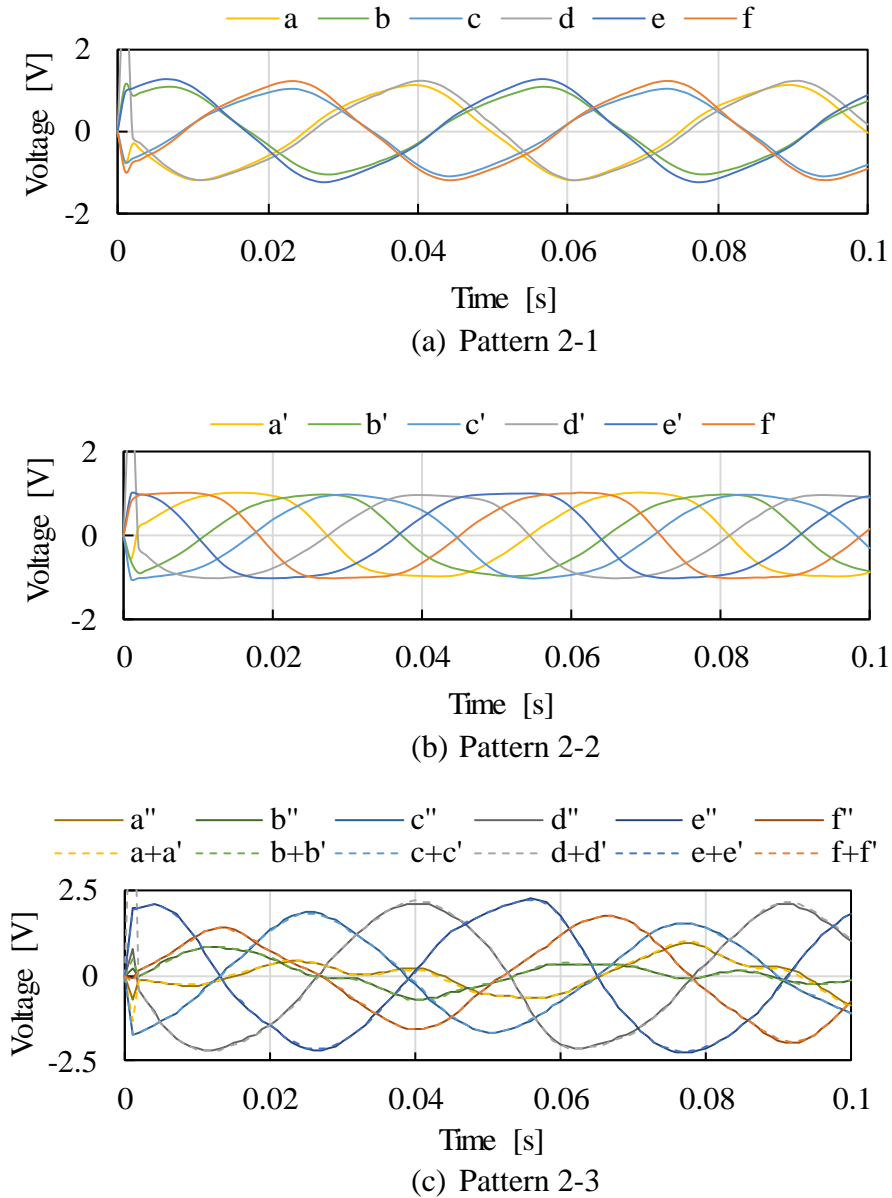 a b c d e f
Voltage [V]
2
0
-2
0 0.02 0.04 0.06 0.08 0.1
Time [s]
(a) Pattern 2-1
a' b' c' d' e' f'
Voltage [V]
2
0
-2
0 0.02 0.04 0.06 0.08 0.1
Time [s]
(b) Pattern 2-2
a'' b'' c'' d'' e'' f''
a+a' b+b' c+c' d+d' e+e' f+f'
Voltage [V]
2.5
0
-2.5
0 0.02 0.04 0.06 0.08 0.1
Time [s]
(c) Pattern 2-3